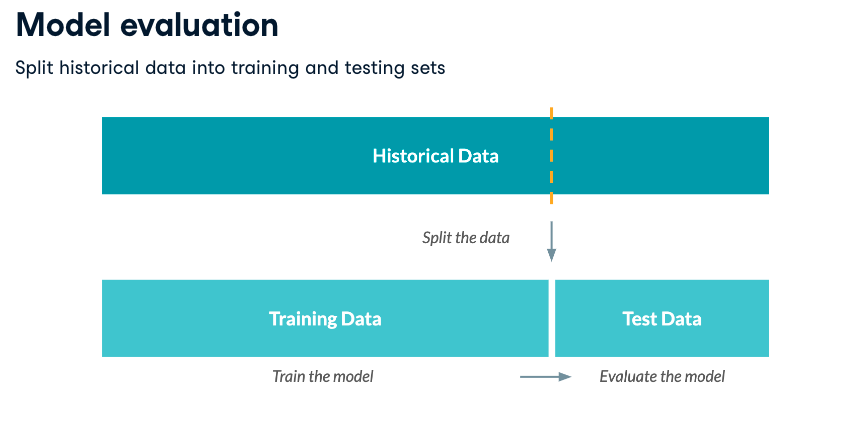 Model evaluation
Split historical data into training and testing sets
Historical Data
Split the data
Training Data
Test Data
Train the model
Evaluate the model